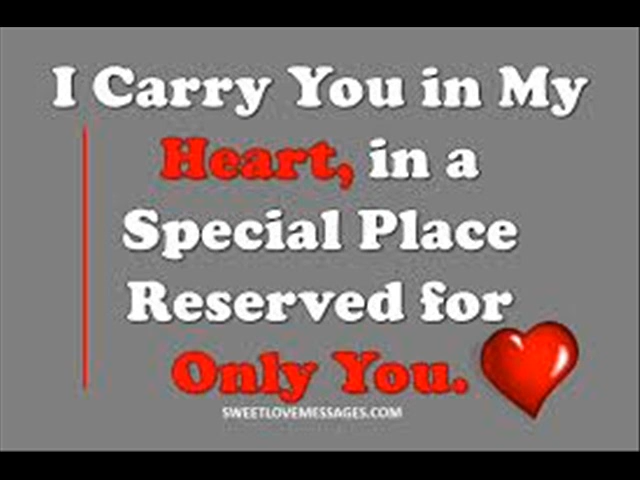 I Carry You in My
Heart, in a
Special Place
Reserved for
Only You.
SWEETLOVEMESSAGES.COM